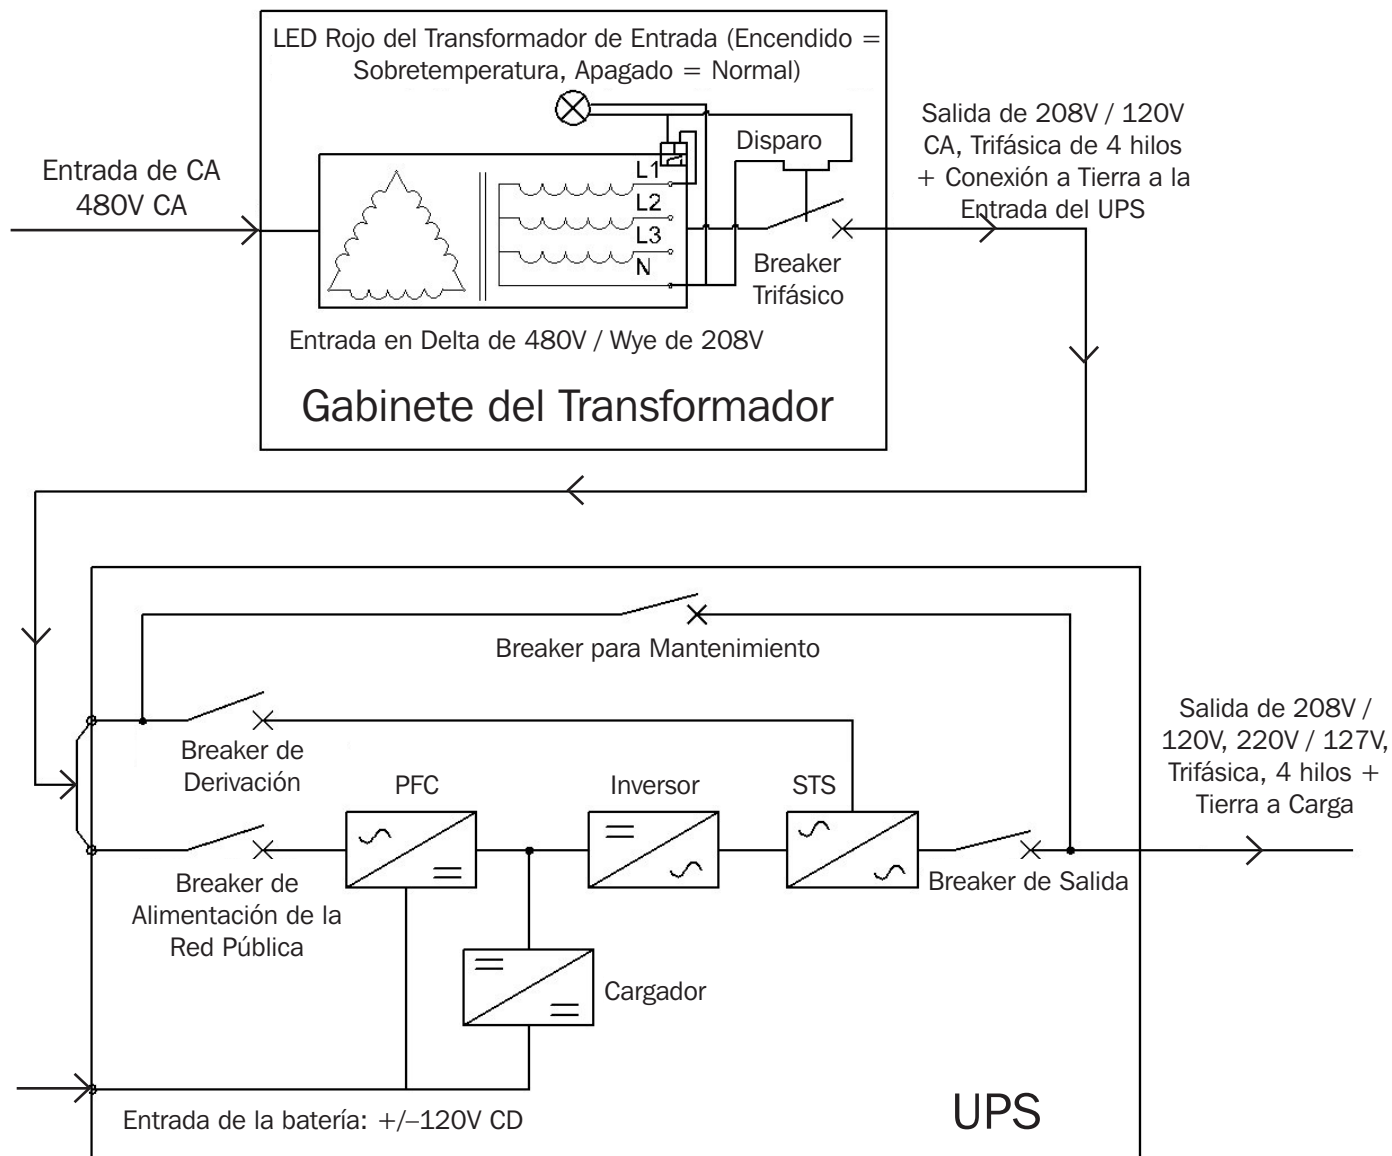 LED Rojo del Transformador de Entrada (Encendido =
Sobretemperatura, Apagado = Normal)
Entrada de CA
480V CA
Disparo
L1
L2
L3
N
Breaker
Trifásico
Salida de 208V / 120V
CA, Trifásica de 4 hilos
+ Conexión a Tierra a la
Entrada del UPS
Entrada en Delta de 480V / Wye de 208V
Gabinete del Transformador
Breaker para Mantenimiento
Breaker de
Derivación
PFC
Inversor
STS
Salida de 208V /
120V, 220V / 127V,
Trifásica, 4 hilos +
Tierra a Carga
Breaker de
Alimentación de la
Red Pública
Breaker de Salida
Cargador
Entrada de la batería: +/–120V CD
UPS